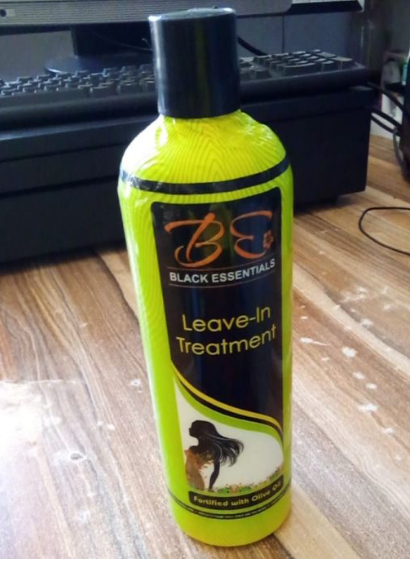 BE
BLACK ESSENTIALS
Leave-In
Treatment
Fortified with Olive Oil